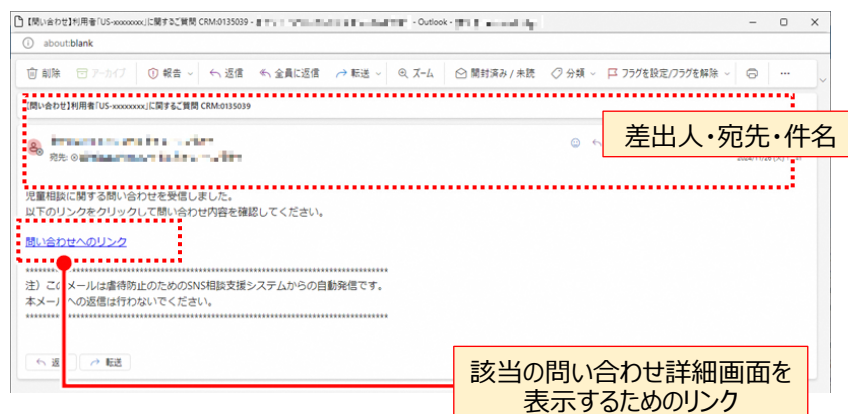 【問い合わせ】利用者「US-xxxxxxxx」に関するご質問 CRM:0135039 - - Outlook -
about:blank
削除 アーカイブ 報告 返信 全員に返信 転送 ズーム 開封済み / 未読 分類 フラグを設定/フラグを解除 ...
【問い合わせ】利用者「US-xxxxxxxx」に関するご質問 CRM:0135039
差出人・宛先・件名
宛先:
児童相談に関する問い合わせを受信しました。
以下のリンクをクリックして問い合わせ内容を確認してください。
問い合わせへのリンク
****************************************************************************
注）このメールは虐待防止のためのSNS相談支援システムからの自動発信です。
本メールへの返信は行わないでください。
****************************************************************************
転送
該当の問い合わせ詳細画面を
表示するためのリンク